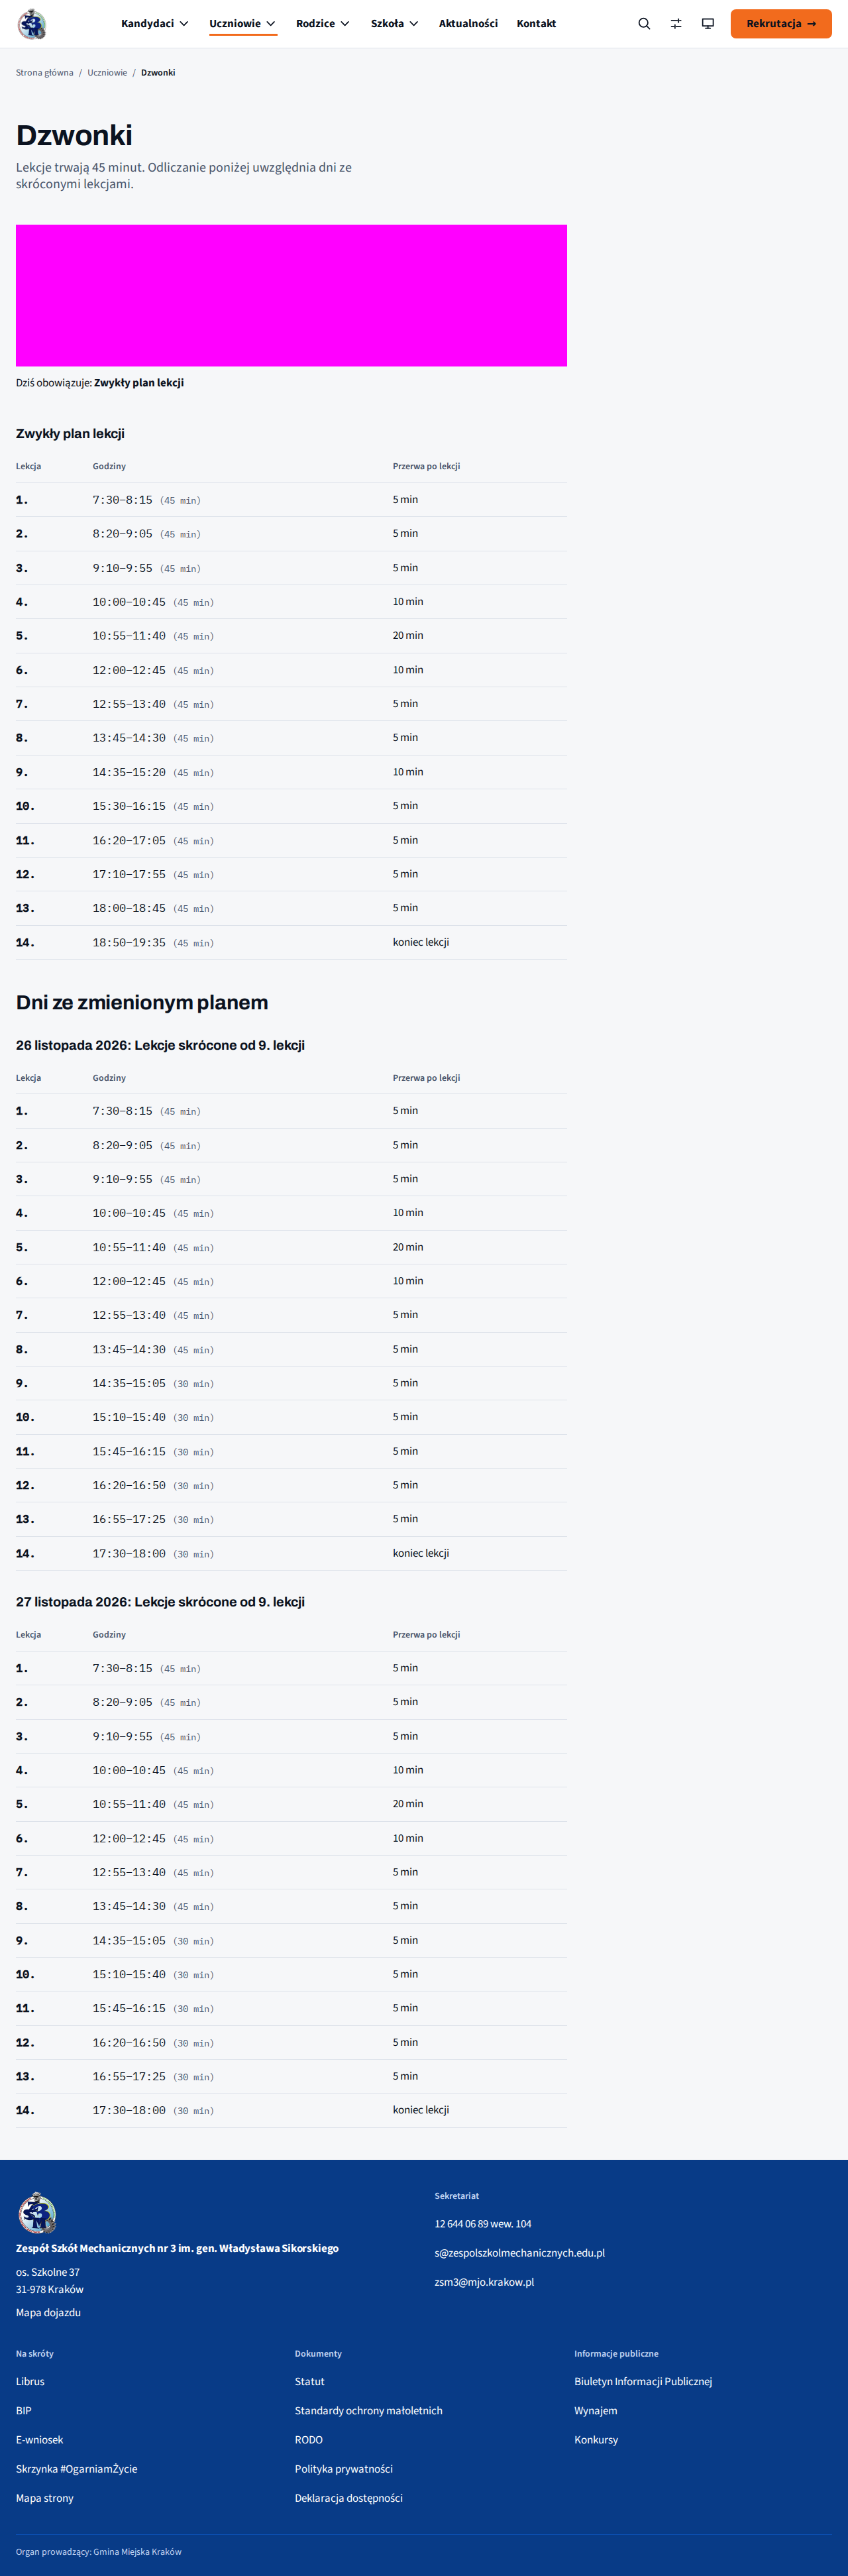 Kandydaci Uczniowie Rodzice Szkoła Aktualności Kontakt Rekrutacja →
Strona główna / Uczniowie / Dzwonki
Dzwonki
Lekcje trwają 45 minut. Odliczanie poniżej uwzględnia dni ze
skróconymi lekcjami.
Dziś obowiązuje: Zwykły plan lekcji
Zwykły plan lekcji
Lekcja Godziny Przerwa po lekcji
1. 7:30–8:15 (45 min) 5 min
2. 8:20–9:05 (45 min) 5 min
3. 9:10–9:55 (45 min) 5 min
4. 10:00–10:45 (45 min) 10 min
5. 10:55–11:40 (45 min) 20 min
6. 12:00–12:45 (45 min) 10 min
7. 12:55–13:40 (45 min) 5 min
8. 13:45–14:30 (45 min) 5 min
9. 14:35–15:20 (45 min) 10 min
10. 15:30–16:15 (45 min) 5 min
11. 16:20–17:05 (45 min) 5 min
12. 17:10–17:55 (45 min) 5 min
13. 18:00–18:45 (45 min) 5 min
14. 18:50–19:35 (45 min) koniec lekcji
Dni ze zmienionym planem
26 listopada 2026: Lekcje skrócone od 9. lekcji
Lekcja Godziny Przerwa po lekcji
1. 7:30–8:15 (45 min) 5 min
2. 8:20–9:05 (45 min) 5 min
3. 9:10–9:55 (45 min) 5 min
4. 10:00–10:45 (45 min) 10 min
5. 10:55–11:40 (45 min) 20 min
6. 12:00–12:45 (45 min) 10 min
7. 12:55–13:40 (45 min) 5 min
8. 13:45–14:30 (45 min) 5 min
9. 14:35–15:05 (30 min) 5 min
10. 15:10–15:40 (30 min) 5 min
11. 15:45–16:15 (30 min) 5 min
12. 16:20–16:50 (30 min) 5 min
13. 16:55–17:25 (30 min) 5 min
14. 17:30–18:00 (30 min) koniec lekcji
27 listopada 2026: Lekcje skrócone od 9. lekcji
Lekcja Godziny Przerwa po lekcji
1. 7:30–8:15 (45 min) 5 min
2. 8:20–9:05 (45 min) 5 min
3. 9:10–9:55 (45 min) 5 min
4. 10:00–10:45 (45 min) 10 min
5. 10:55–11:40 (45 min) 20 min
6. 12:00–12:45 (45 min) 10 min
7. 12:55–13:40 (45 min) 5 min
8. 13:45–14:30 (45 min) 5 min
9. 14:35–15:05 (30 min) 5 min
10. 15:10–15:40 (30 min) 5 min
11. 15:45–16:15 (30 min) 5 min
12. 16:20–16:50 (30 min) 5 min
13. 16:55–17:25 (30 min) 5 min
14. 17:30–18:00 (30 min) koniec lekcji
Zespół Szkół Mechanicznych nr 3 im. gen. Władysława Sikorskiego
os. Szkolne 37
31-978 Kraków
Mapa dojazdu
Sekretariat
12 644 06 89 wew. 104
s@zespolszkolmechanicznych.edu.pl
zsm3@mjo.krakow.pl
Na skróty
Librus
BIP
E-wniosek
Skrzynka #OgarniamŻycie
Mapa strony
Dokumenty
Statut
Standardy ochrony małoletnich
RODO
Polityka prywatności
Deklaracja dostępności
Informacje publiczne
Biuletyn Informacji Publicznej
Wynajem
Konkursy
Organ prowadzący: Gmina Miejska Kraków